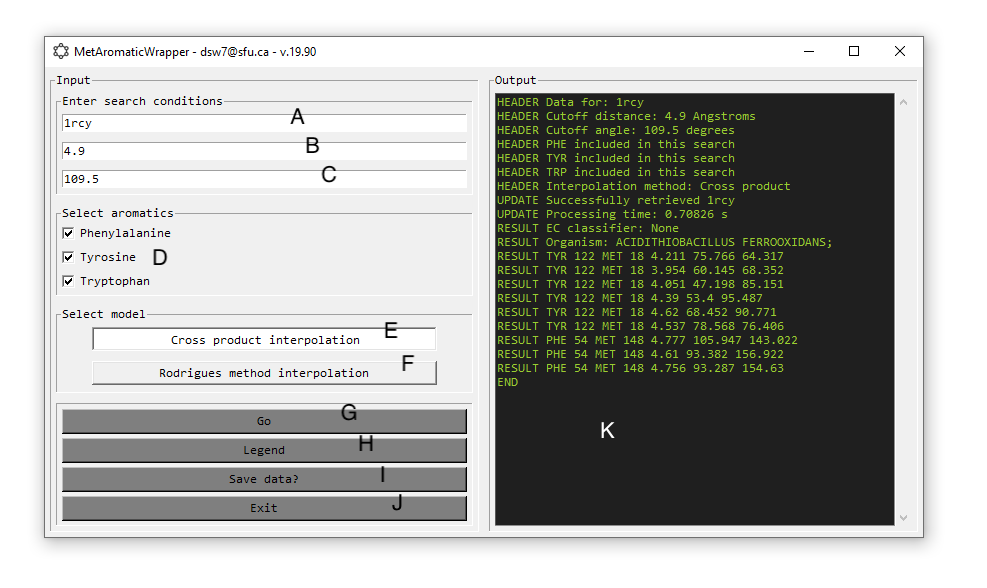 MetAromaticWrapper - dsw7@sfu.ca - v.19.90
Input
Enter search conditions
A
1rcy
B
4.9
C
109.5
Select aromatics
Phenylalanine
Tyrosine D
Tryptophan
Select model
E
Cross product interpolation
F
Rodrigues method interpolation
G
Go
H
Legend
I
Save data?
J
Exit
Output
HEADER Data for: 1rcy
HEADER Cutoff distance: 4.9 Angstroms
HEADER Cutoff angle: 109.5 degrees
HEADER PHE included in this search
HEADER TYR included in this search
HEADER TRP included in this search
HEADER Interpolation method: Cross product
UPDATE Successfully retrieved 1rcy
UPDATE Processing time: 0.70826 s
RESULT EC classifier: None
RESULT Organism: ACIDITHIOBACILLUS FERROOXIDANS;
RESULT TYR 122 MET 18 4.211 75.766 64.317
RESULT TYR 122 MET 18 3.954 60.145 68.352
RESULT TYR 122 MET 18 4.051 47.198 85.151
RESULT TYR 122 MET 18 4.39 53.4 95.487
RESULT TYR 122 MET 18 4.62 68.452 90.771
RESULT TYR 122 MET 18 4.537 78.568 76.406
RESULT PHE 54 MET 148 4.777 105.947 143.022
RESULT PHE 54 MET 148 4.61 93.382 156.922
RESULT PHE 54 MET 148 4.756 93.287 154.63
END
K